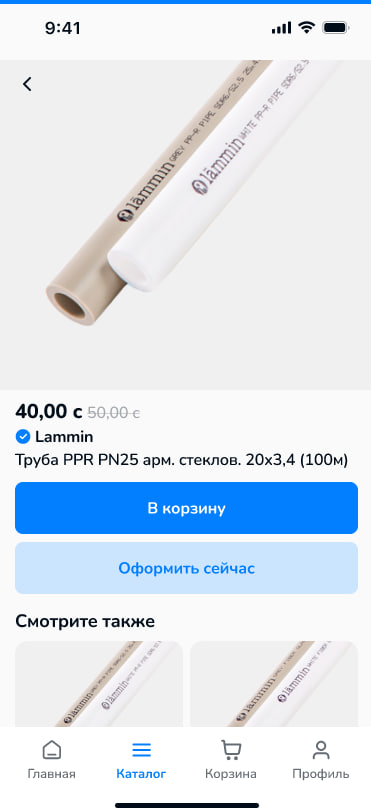 9:41
lammin GREY PP-R PIPE SDR6/S2.5 25x4.
lammin WHITE PP-R PIPE SDR6/S2.5
40,00 с 50,00 с
Lammin
Труба PPR PN25 арм. стеклов. 20x3,4 (100м)
В корзину
Оформить сейчас
Смотрите также
lammin
lammin
lammin
lammin
Главная
Каталог
Корзина
Профиль